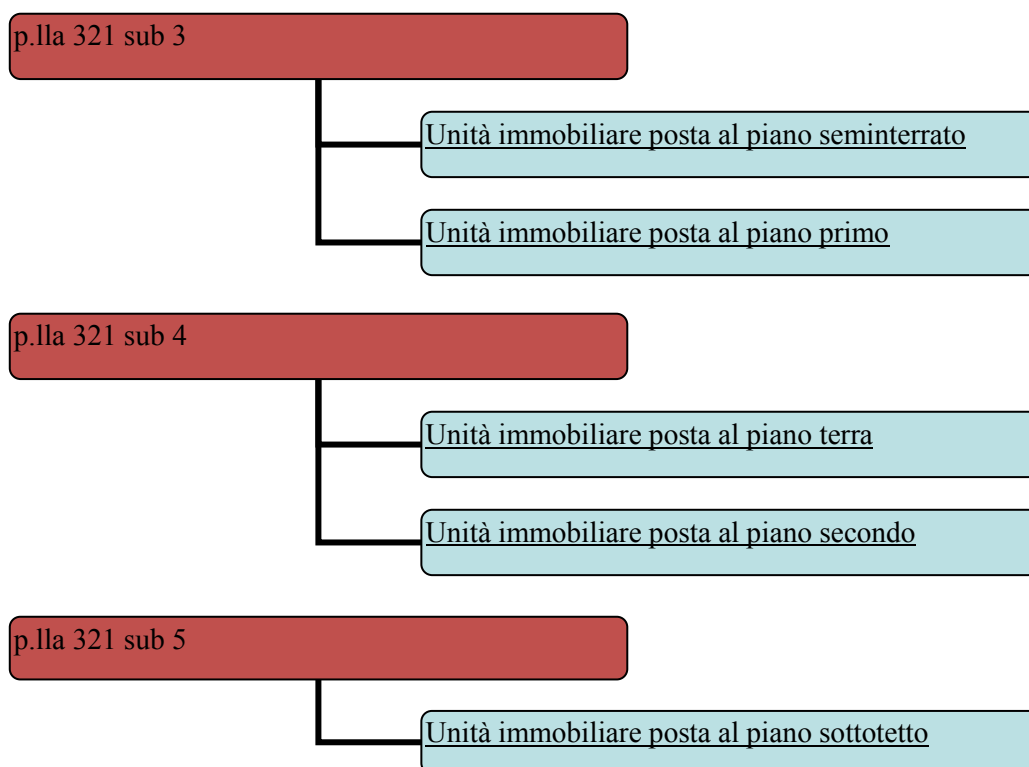 p.lla 321 sub 3
Unità immobiliare posta al piano seminterrato
Unità immobiliare posta al piano primo
p.lla 321 sub 4
Unità immobiliare posta al piano terra
Unità immobiliare posta al piano secondo
p.lla 321 sub 5
Unità immobiliare posta al piano sottotetto